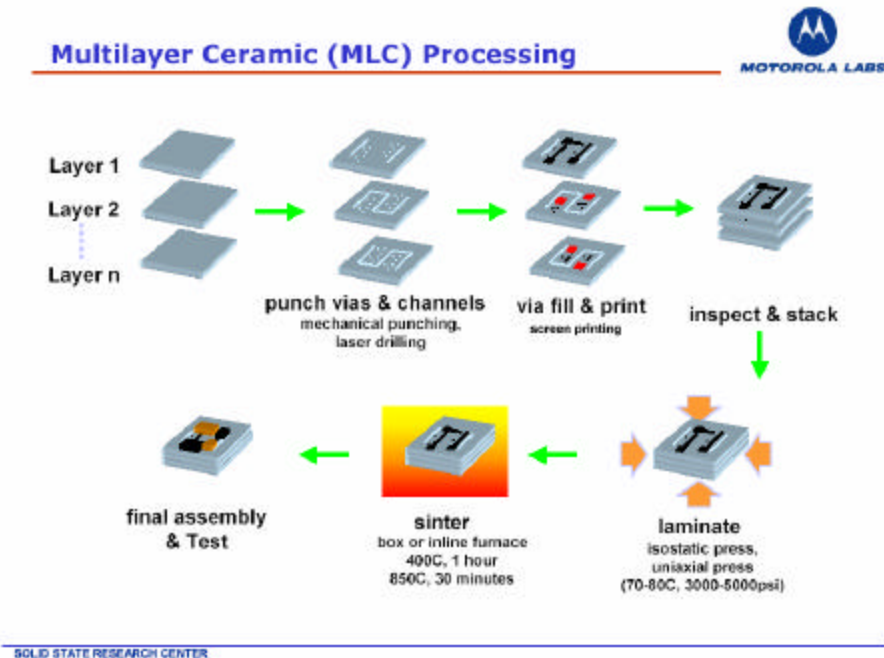 Multilayer Ceramic (MLC) Processing
MOTOROLA LABS
Layer 1
Layer 2
Layer n
punch vias & channels
mechanical punching,
laser drilling
via fill & print
screen printing
inspect & stack
final assembly
& Test
sinter
box or inline furnace
400C, 1 hour
850C, 30 minutes
laminate
isostatic press,
uniaxial press
(70-80C, 3000-5000psi)
SOLID STATE RESEARCH CENTER